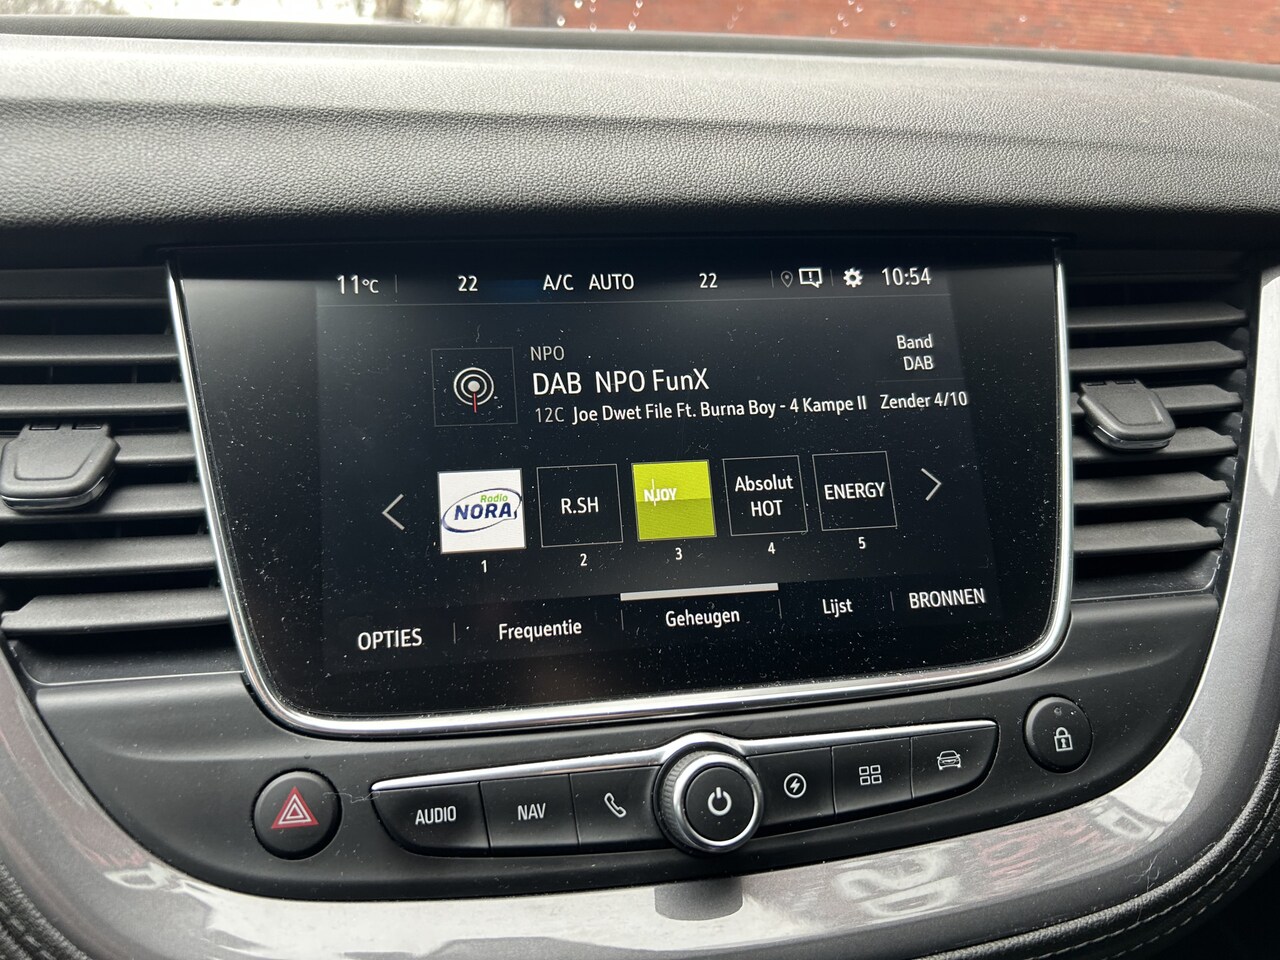 11°C 22 A/C AUTO 22 10:54
NPO
DAB NPO FunX
12C Joe Dwet File Ft. Burna Boy - 4 Kampe II
Band
DAB
Zender 4/10
Radio
NORA
R.SH
N-JOY
Absolut
HOT
ENERGY
1 2 3 4 5
OPTIES Frequentie Geheugen Lijst BRONNEN
AUDIO NAV